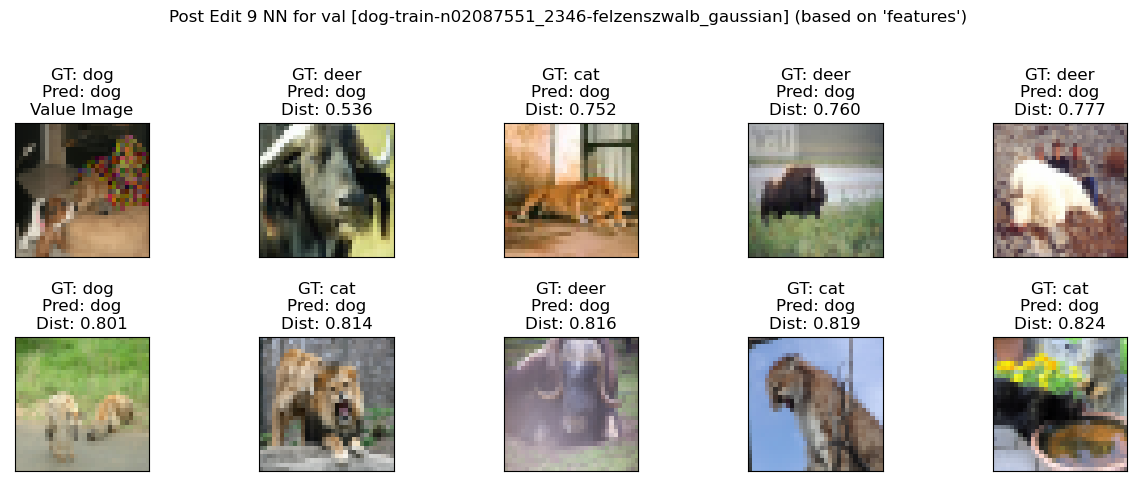 Post Edit 9 NN for val [dog-train-n02087551_2346-felzenszwalb_gaussian] (based on 'features')
GT: dog
Pred: dog
Value Image
GT: deer
Pred: dog
Dist: 0.536
GT: cat
Pred: dog
Dist: 0.752
GT: deer
Pred: dog
Dist: 0.760
GT: deer
Pred: dog
Dist: 0.777
GT: dog
Pred: dog
Dist: 0.801
GT: cat
Pred: dog
Dist: 0.814
GT: deer
Pred: dog
Dist: 0.816
GT: cat
Pred: dog
Dist: 0.819
GT: cat
Pred: dog
Dist: 0.824